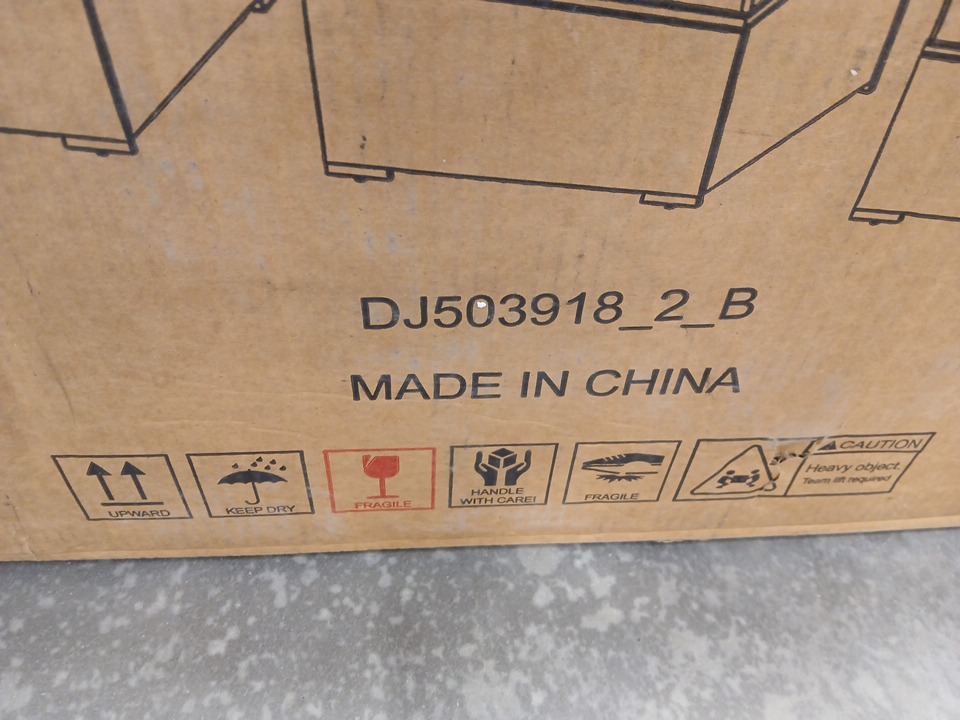 DJ503918_2_B
MADE IN CHINA
UPWARD
KEEP DRY
FRAGILE
HANDLE
WITH CARE!
FRAGILE
CAUTION
Heavy object.
Team lift required